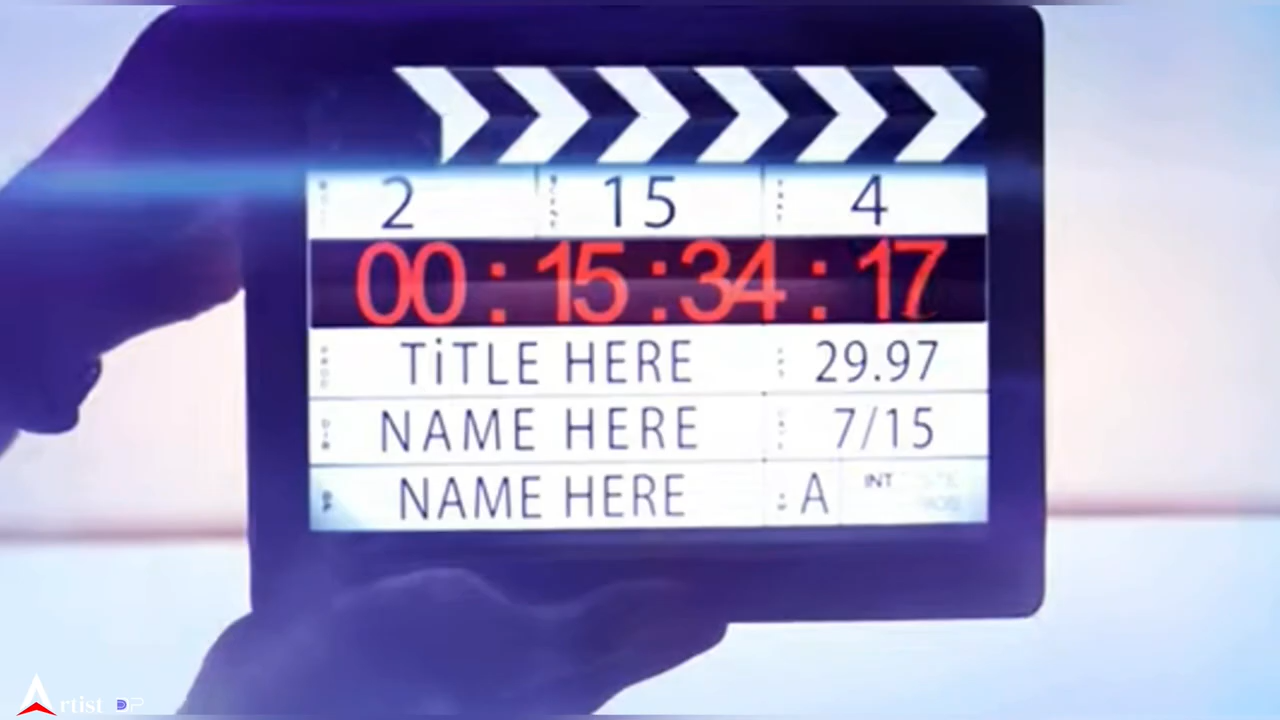 2 15 4
00:15:34:17
TiTLE HERE 29.97
NAME HERE 7/15
NAME HERE A INT
Artist DP